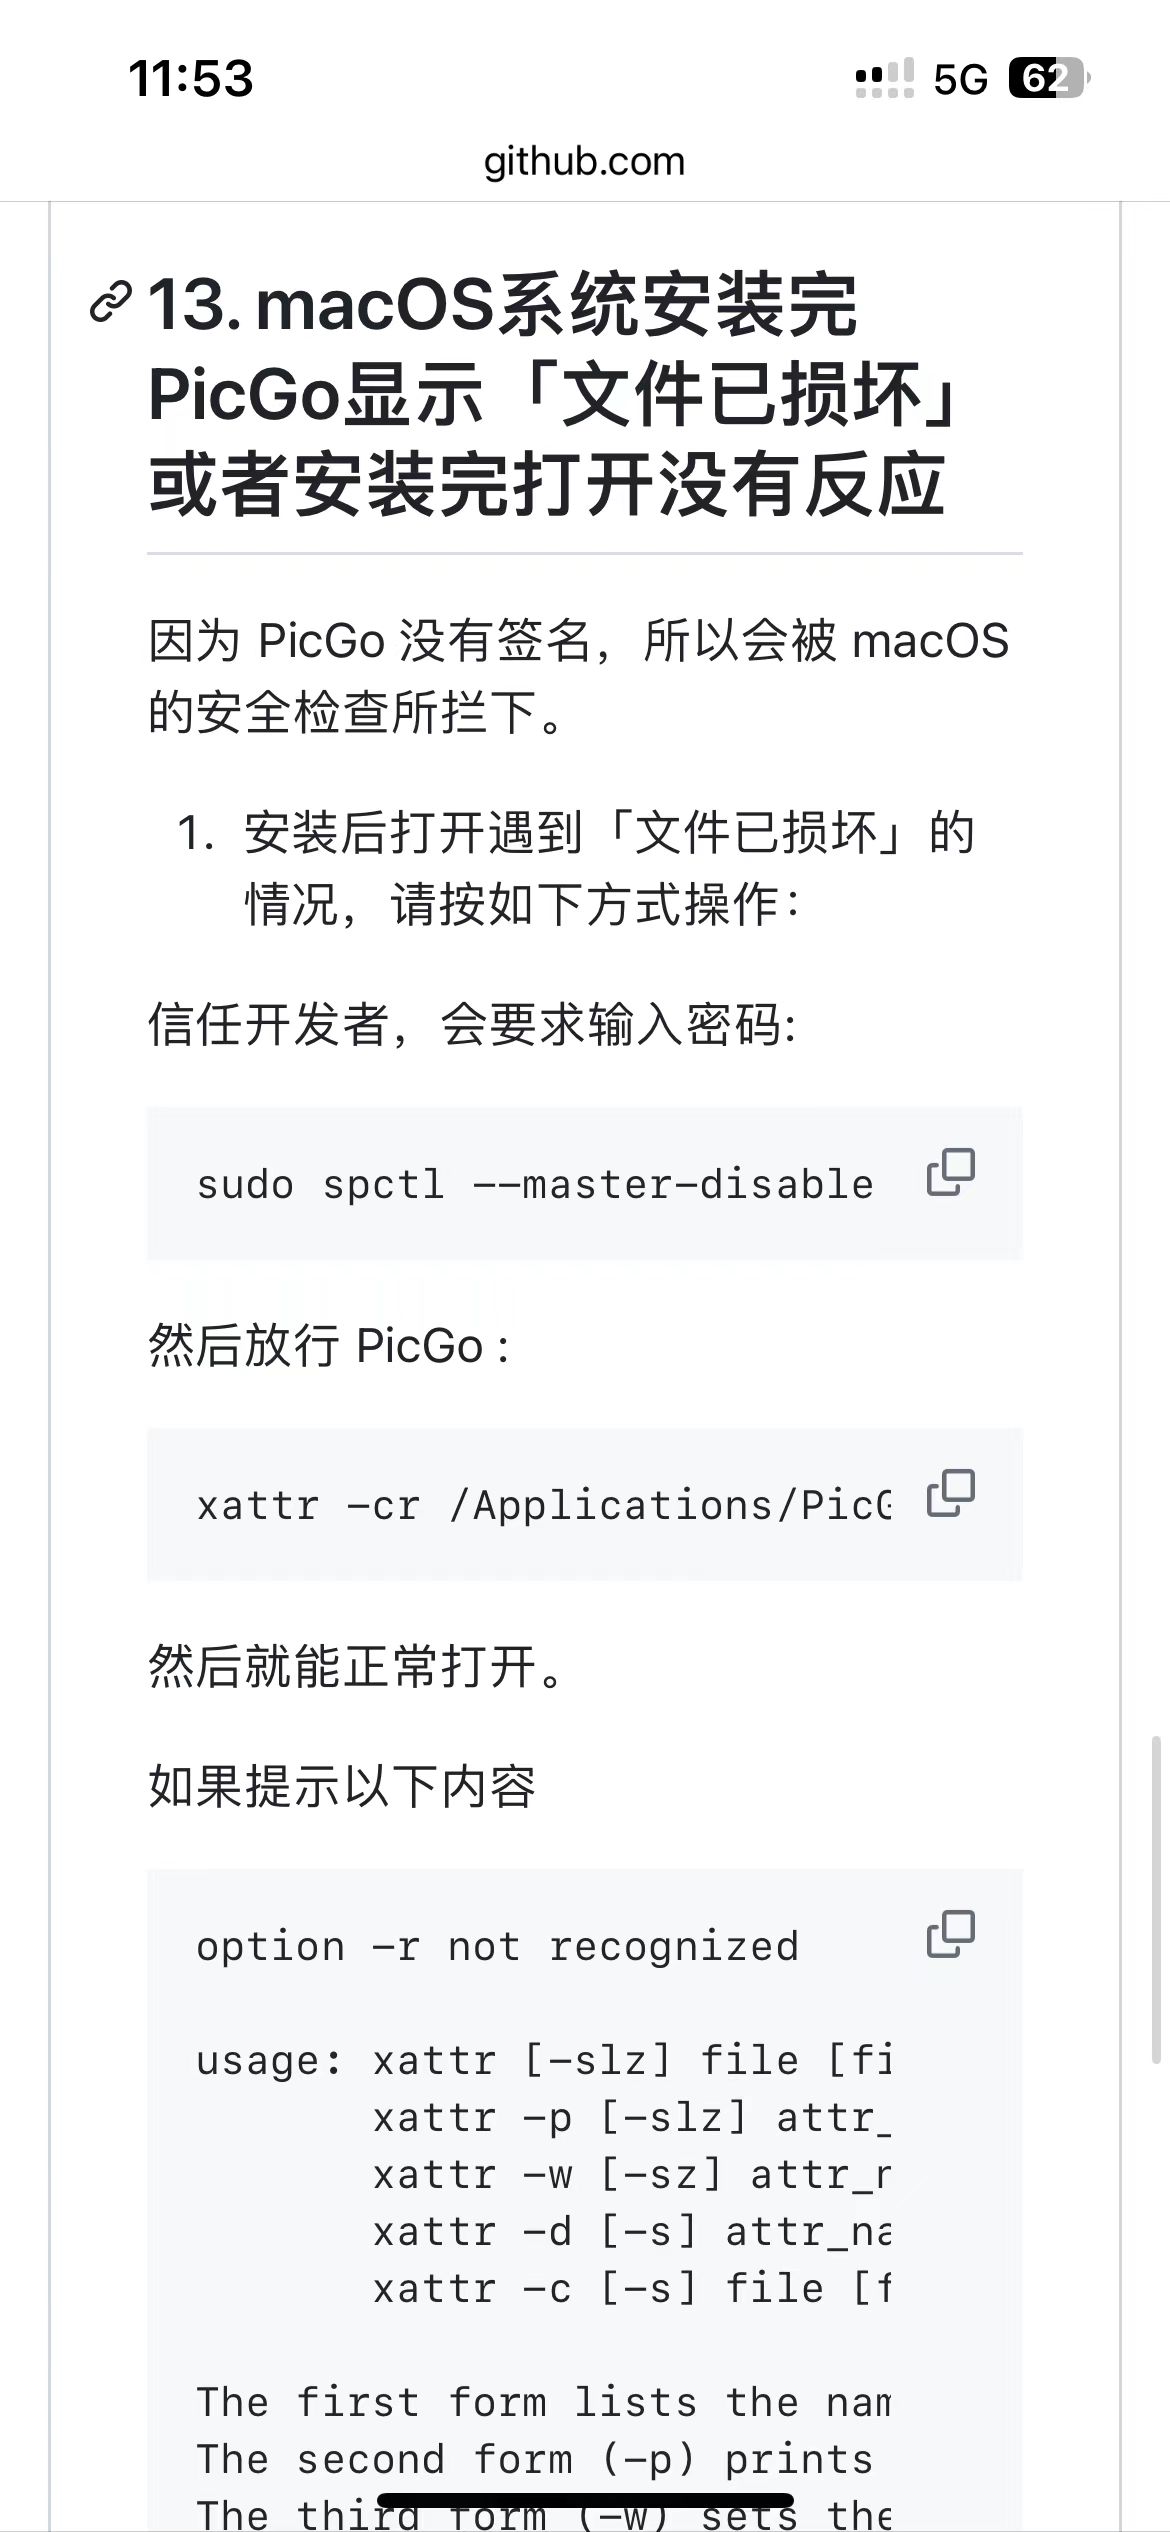 11:53
5G 62
github.com
13. macOS系统安装完
PicGo显示「文件已损坏」
或者安装完打开没有反应
因为 PicGo 没有签名，所以会被 macOS
的安全检查所拦下。
1. 安装后打开遇到「文件已损坏」的
情况，请按如下方式操作：
信任开发者，会要求输入密码:
sudo spctl --master-disable
然后放行 PicGo :
xattr -cr /Applications/PicG
然后就能正常打开。
如果提示以下内容
option -r not recognized
usage: xattr [-slz] file [fi
xattr -p [-slz] attr_
xattr -w [-sz] attr_n
xattr -d [-s] attr_na
xattr -c [-s] file [f
The first form lists the nam
The second form (-p) prints
The third form (-w) sets the